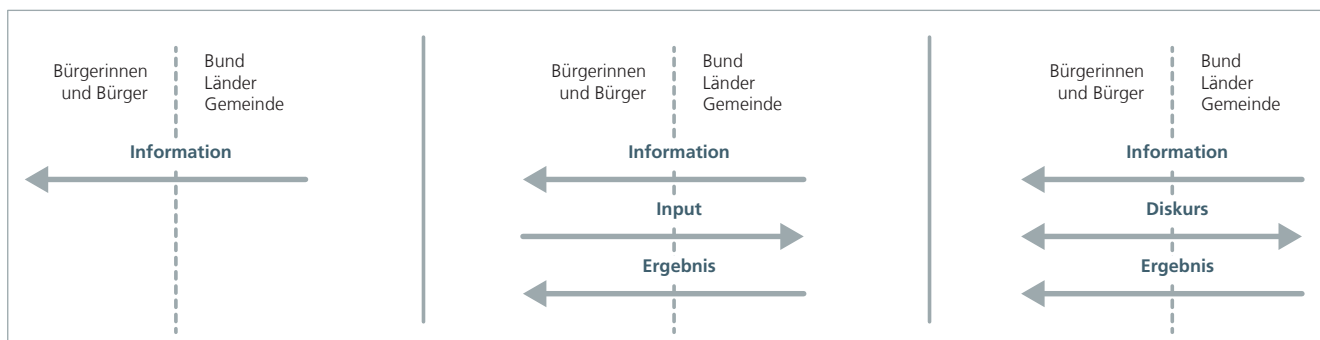 Bürgerinnen
und Bürger
Bund
Länder
Gemeinde
Information
Bürgerinnen
und Bürger
Bund
Länder
Gemeinde
Information
Input
Ergebnis
Bürgerinnen
und Bürger
Bund
Länder
Gemeinde
Information
Diskurs
Ergebnis